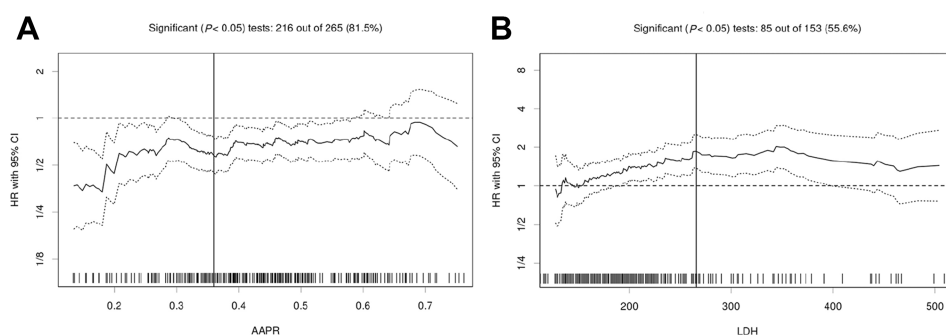 A
Significant (P< 0.05) tests: 216 out of 265 (81.5%)
HR with 95% CI
2
1
1/2
1/4
1/8
0.2 0.3 0.4 0.5 0.6 0.7
AAPR
B
Significant (P< 0.05) tests: 85 out of 153 (55.6%)
HR with 95% CI
8
4
2
1
1/2
1/4
200 300 400 500
LDH